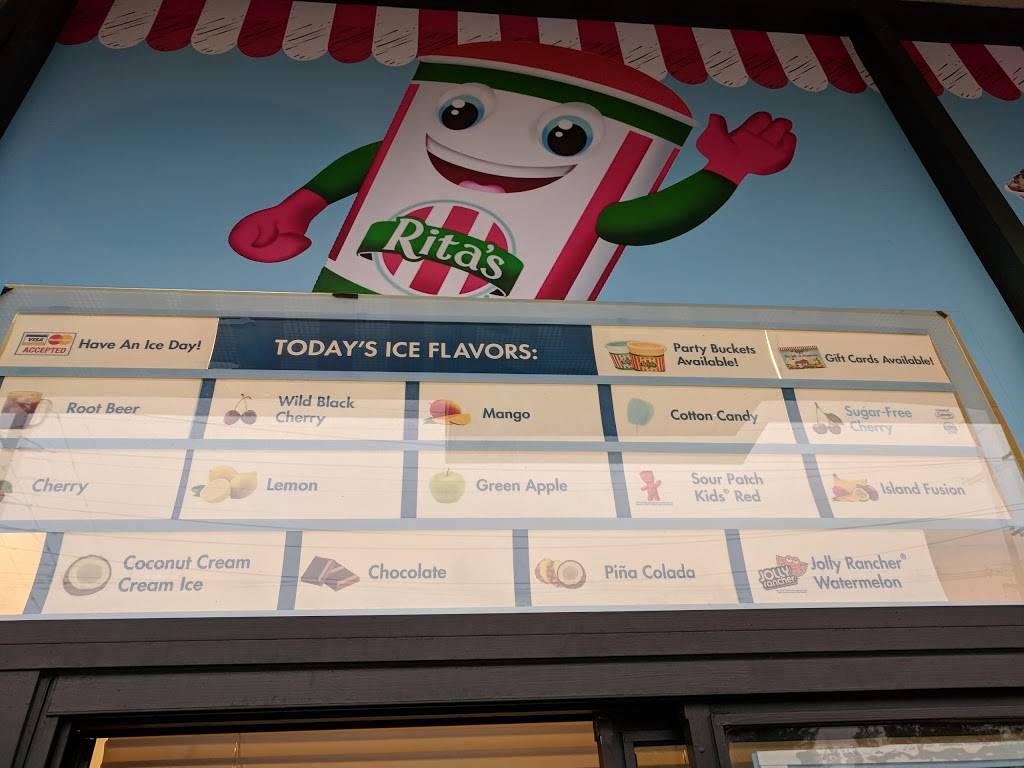 Rita's
VISA
ACCEPTED
Have An Ice Day!
TODAY'S ICE FLAVORS:
Party Buckets
Available!
Gift Cards Available!
Root Beer
Wild Black
Cherry
Mango
Cotton Candy
Sugar-Free
Cherry
Cherry
Lemon
Green Apple
Sour Patch
Kids® Red
Island Fusion
Coconut Cream
Cream Ice
Chocolate
Piña Colada
JOLLY
rancher
Jolly Rancher®
Watermelon